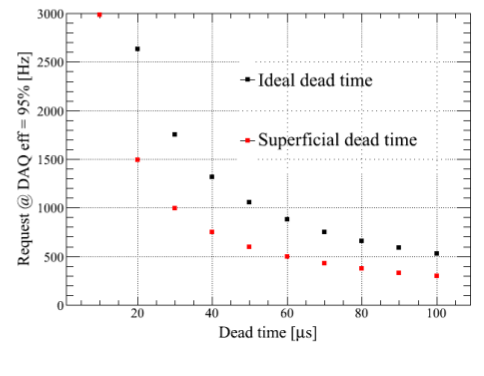 3000
2500
2000
1500
1000
500
0
Request @ DAQ eff = 95% [Hz]
Ideal dead time
Superficial dead time
20 40 60 80 100
Dead time [μs]